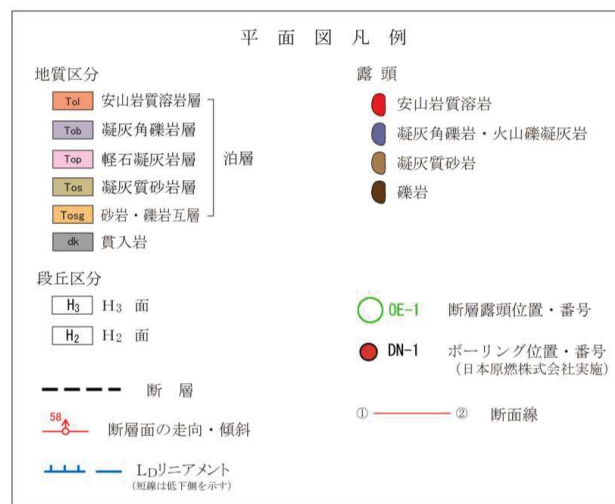 平面図凡例
地質区分
Tol 安山岩質溶岩層
Tob 凝灰角礫岩層
Top 軽石凝灰岩層
Tos 凝灰質砂岩層
Tosg 砂岩・礫岩互層
泊層
dk 貫入岩
段丘区分
H3 H3 面
H2 H2 面
断層
58 断層面の走向・傾斜
LDリニアメント
(短線は低下側を示す)
露頭
安山岩質溶岩
凝灰角礫岩・火山礫凝灰岩
凝灰質砂岩
礫岩
OE-1 断層露頭位置・番号
DN-1 ボーリング位置・番号
(日本原燃株式会社実施)
① ② 断面線